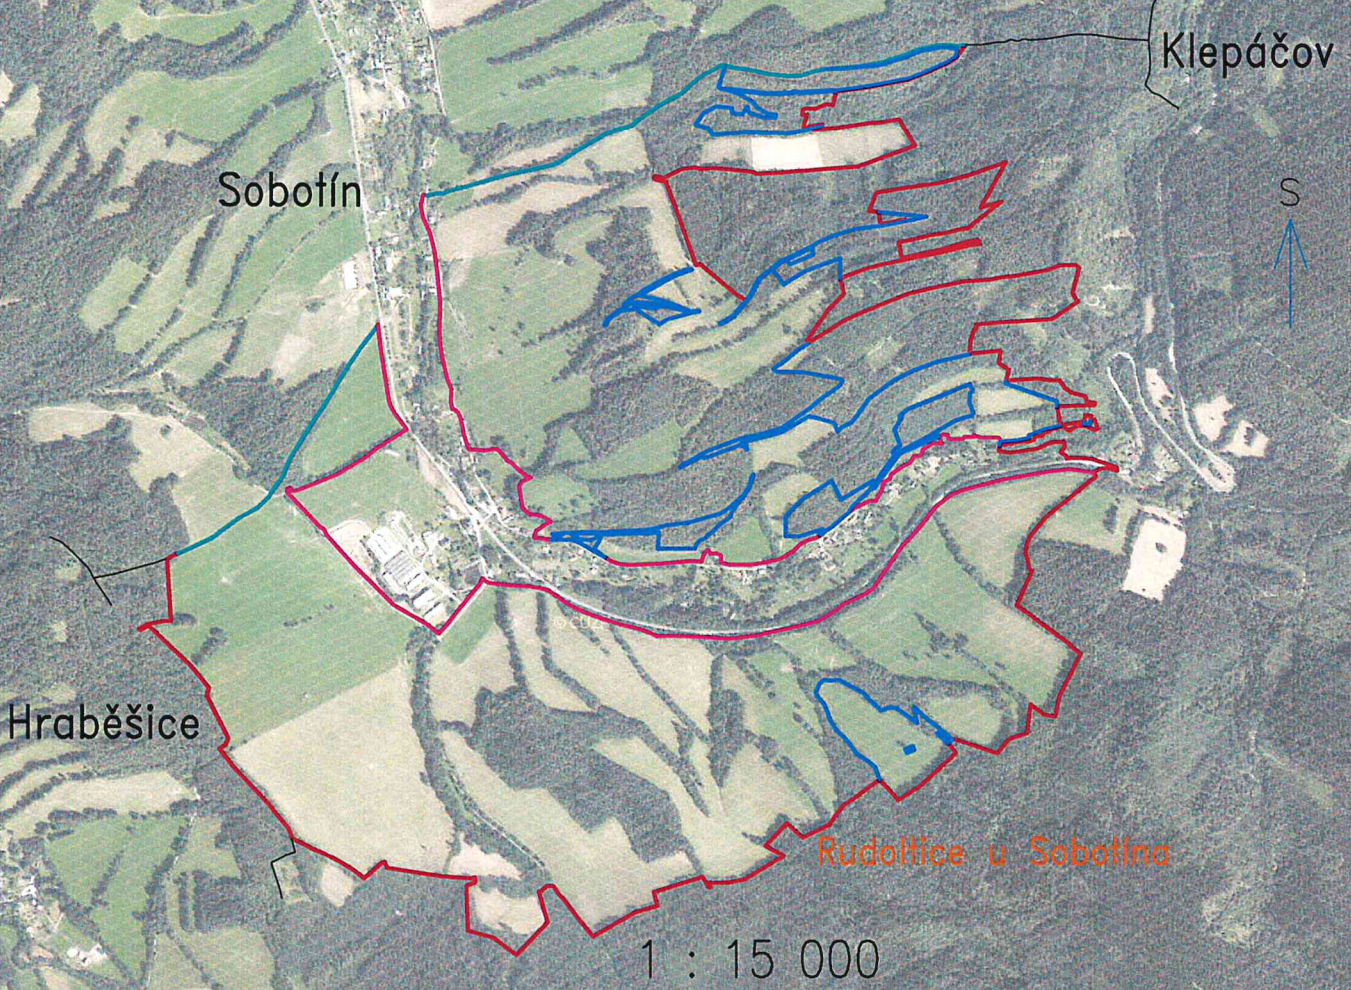 Klepáčov
Sobotín
S
Hraběšice
Rudoltice u Sobotína
1 : 15 000